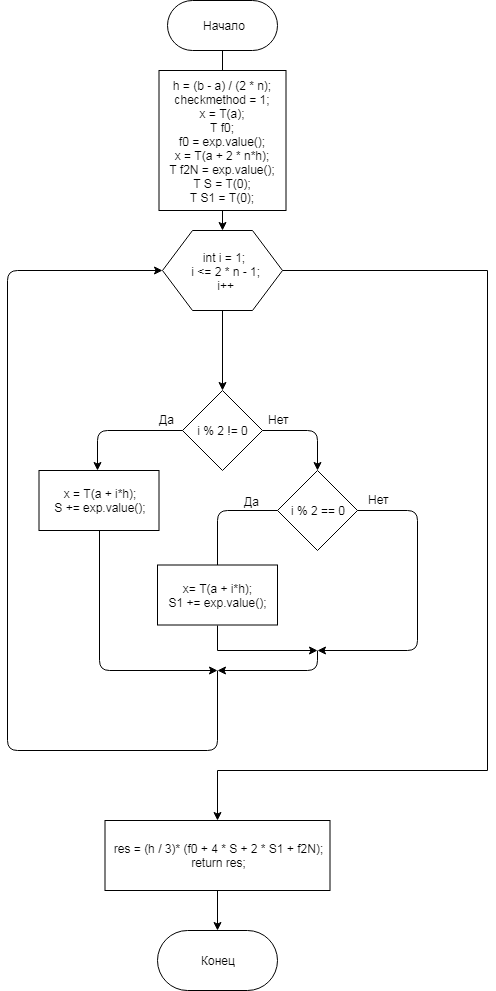 Начало
h = (b - a) / (2 * n);
checkmethod = 1;
x = T(a);
T f0;
f0 = exp.value();
x = T(a + 2 * n*h);
T f2N = exp.value();
T S = T(0);
T S1 = T(0);
int i = 1;
i <= 2 * n - 1;
i++
Да
i % 2 != 0
Нет
x = T(a + i*h);
S += exp.value();
Да
i % 2 == 0
Нет
x= T(a + i*h);
S1 += exp.value();
res = (h / 3)* (f0 + 4 * S + 2 * S1 + f2N);
return res;
Конец